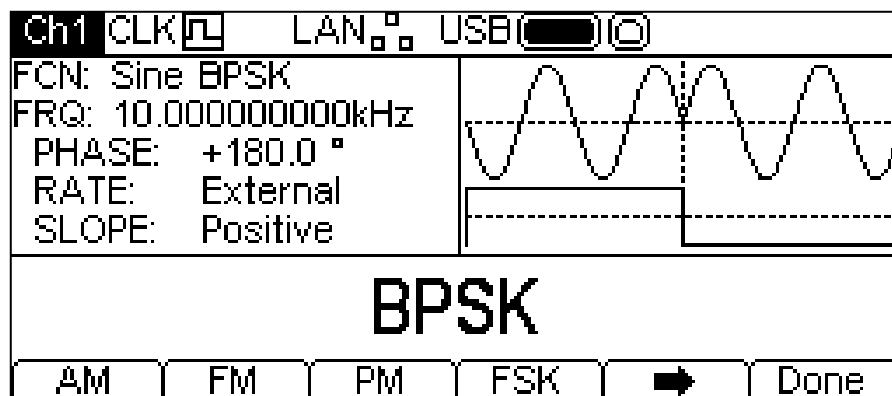 Ch1 CLK LAN USB
FCN: Sine BPSK
FRQ: 10.000000000kHz
PHASE: +180.0 °
RATE: External
SLOPE: Positive
BPSK
AM FM PM FSK Done